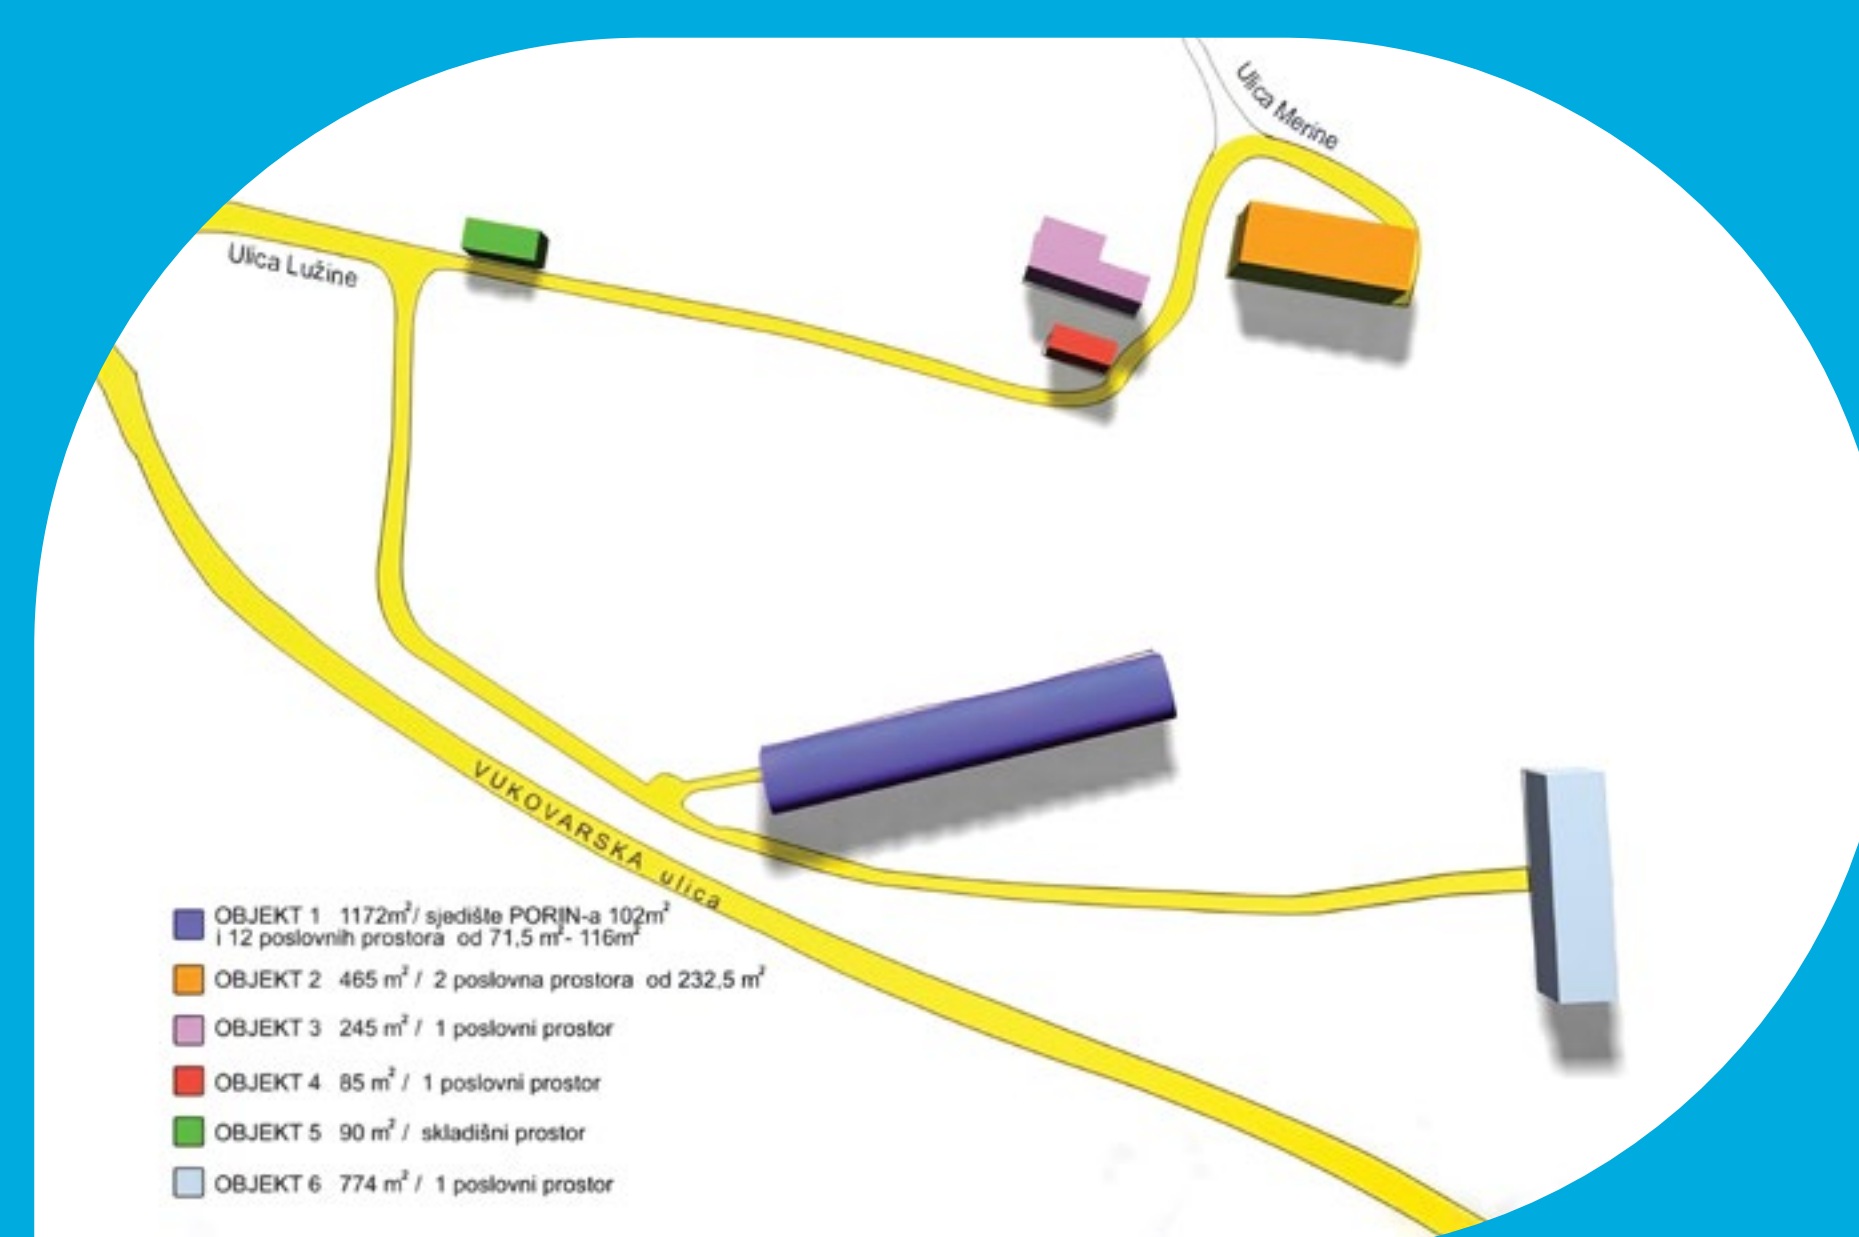 Ulica Merine
Ulica Lužine
VUKOVARSKA ulica
OBJEKT 1 1172m²/ sjedište PORIN-a 102m²
i 12 poslovnih prostora od 71,5 m²- 116m²
OBJEKT 2 465 m² / 2 poslovna prostora od 232,5 m²
OBJEKT 3 245 m² / 1 poslovni prostor
OBJEKT 4 85 m² / 1 poslovni prostor
OBJEKT 5 90 m² / skladišni prostor
OBJEKT 6 774 m² / 1 poslovni prostor